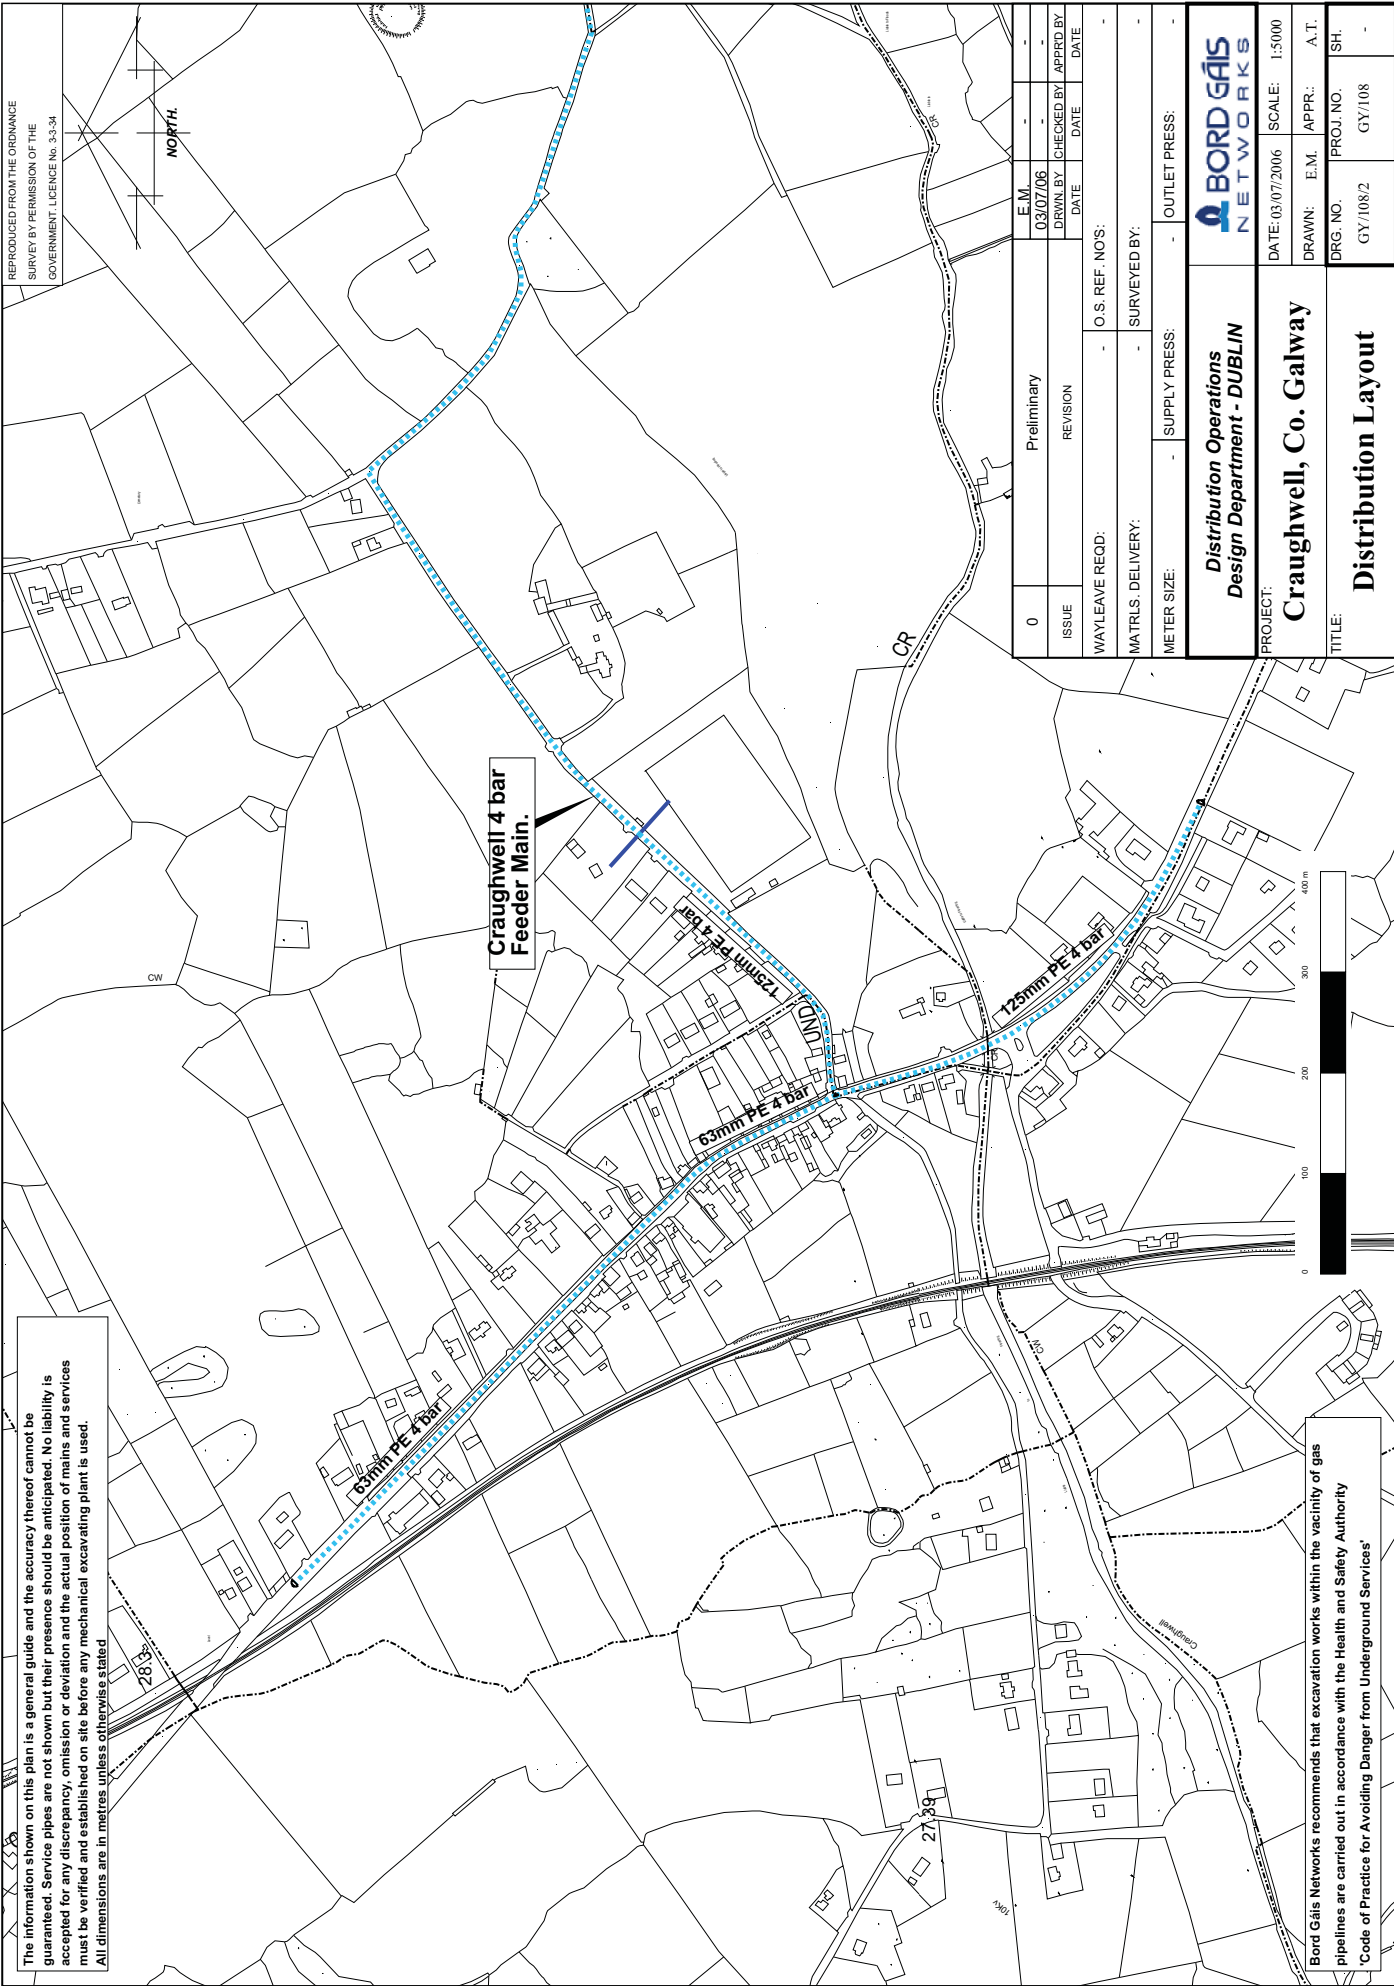 The information shown on this plan is a general guide and the accuracy thereof cannot be
guaranteed. Service pipes are not shown but their presence should be anticipated. No liability is
accepted for any discrepancy, omission or deviation and the actual position of mains and services
must be verified and established on site before any mechanical excavating plant is used.
All dimensions are in metres unless otherwise stated
REPRODUCED FROM THE ORDNANCE
SURVEY BY PERMISSION OF THE
GOVERNMENT. LICENCE No. 3-3-34
NORTH.
28.3
CW
63mm PE 4 bar
Craughwell 4 bar
Feeder Main.
125mm PE 4 bar
63mm PE 4 bar
UND
CR
CR
125mm PE 4 bar
CW
Craughwell
27.39
10Kv
0
100
200
300
400 m
Bord Gáis Networks recommends that excavation works within the vacinity of gas
pipelines are carried out in accordance with the Health and Safety Authority
'Code of Practice for Avoiding Danger from Underground Services'
0 Preliminary E.M. - -
03/07/06 - -
ISSUE REVISION DRWN. BY CHECKED BY APPR'D BY
DATE DATE DATE
WAYLEAVE REQD: - O.S. REF. NO'S: -
MATRLS. DELIVERY: - SURVEYED BY: -
METER SIZE: - SUPPLY PRESS: - OUTLET PRESS: -
Distribution Operations
Design Department - DUBLIN
BORD GÁIS
NETWORKS
PROJECT:
Craughwell, Co. Galway
DATE: 03/07/2006 SCALE: 1:5000
DRAWN: E.M. APPR.: A.T.
TITLE:
Distribution Layout
DRG. NO. PROJ. NO. SH.
GY/108/2 GY/108 -